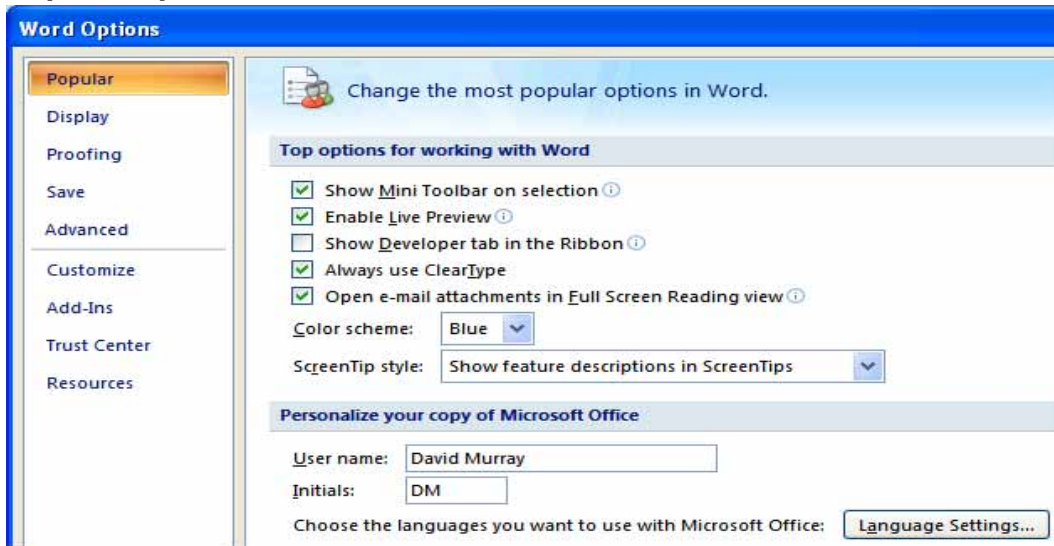 Word Options
Popular
Display
Proofing
Save
Advanced
Customize
Add-Ins
Trust Center
Resources
Change the most popular options in Word.
Top options for working with Word
Show Mini Toolbar on selection
Enable Live Preview
Show Developer tab in the Ribbon
Always use ClearType
Open e-mail attachments in Full Screen Reading view
Color scheme: Blue
ScreenTip style: Show feature descriptions in ScreenTips
Personalize your copy of Microsoft Office
User name: David Murray
Initials: DM
Choose the languages you want to use with Microsoft Office: Language Settings...